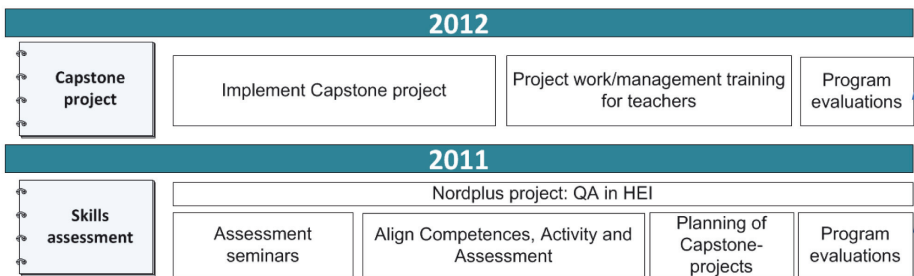 2012
Capstone
project
Implement Capstone project
Project work/management training
for teachers
Program
evaluations
2011
Skills
assessment
Nordplus project: QA in HEI
Assessment
seminars
Align Competences, Activity and
Assessment
Planning of
Capstone-
projects
Program
evaluations